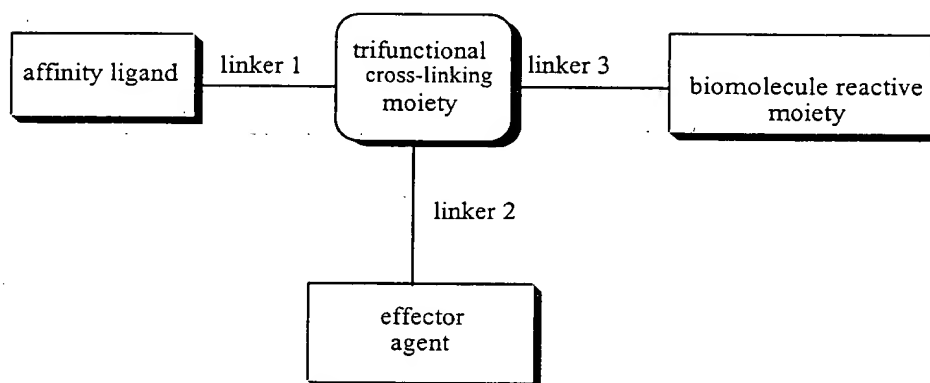 affinity ligand
linker 1
trifunctional
cross-linking
moiety
linker 3
biomolecule reactive
moiety
linker 2
effector
agent